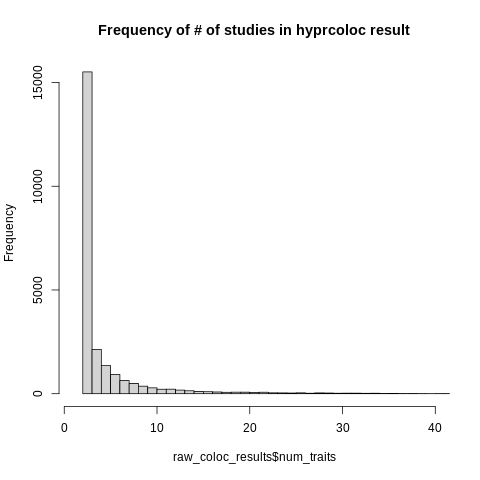 Frequency of # of studies in hyprcoloc result
Frequency
15000
10000
5000
0
0 10 20 30 40
raw_coloc_results$num_traits